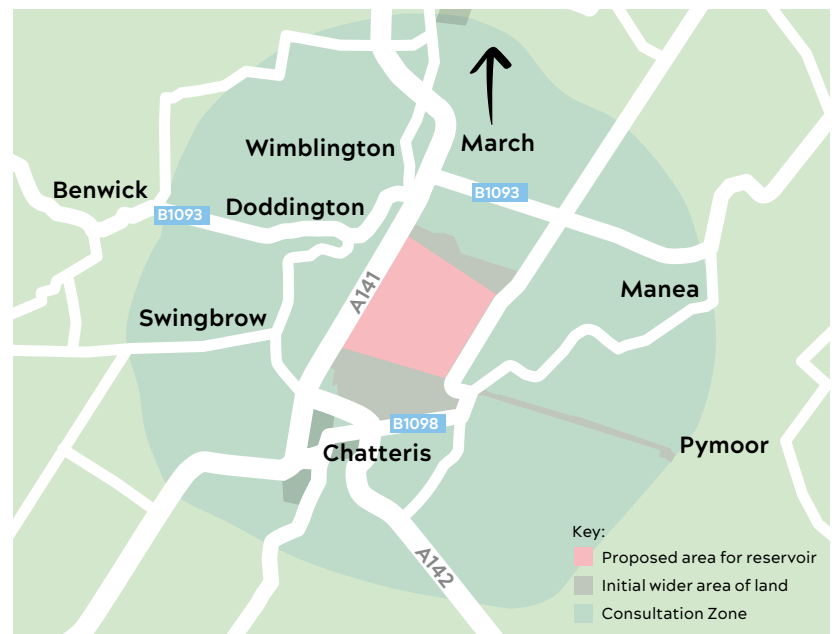 March
Wimblington
Benwick
B1093
B1093
Doddington
A141
Manea
Swingbrow
B1098
Chatteris
Pymoor
A142
Key:
Proposed area for reservoir
Initial wider area of land
Consultation Zone